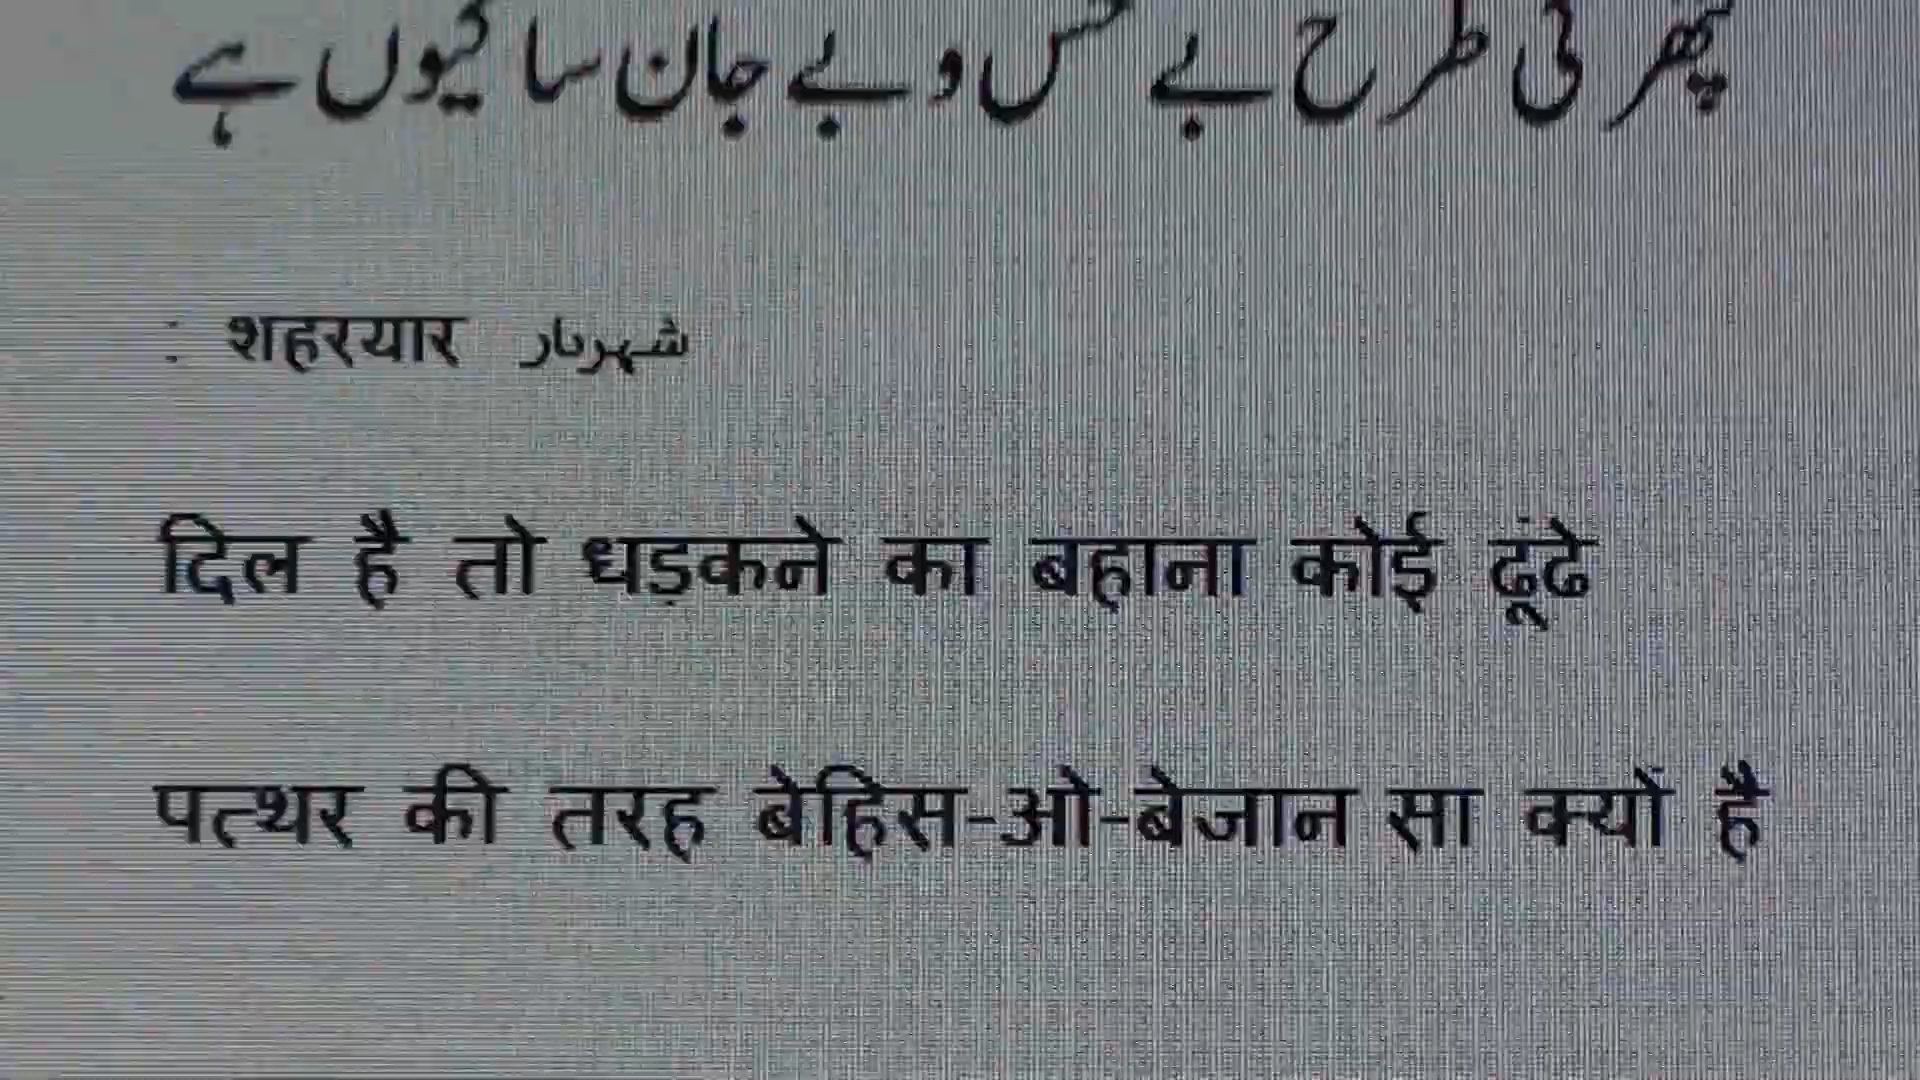 پتھر کی طرح بے حس و بے جان سا کیوں ہے
: शहरयार شہریار
दिल है तो धड़कने का बहाना कोई ढूंढे
पत्थर की तरह बेहिस-ओ-बेजान सा क्यों है